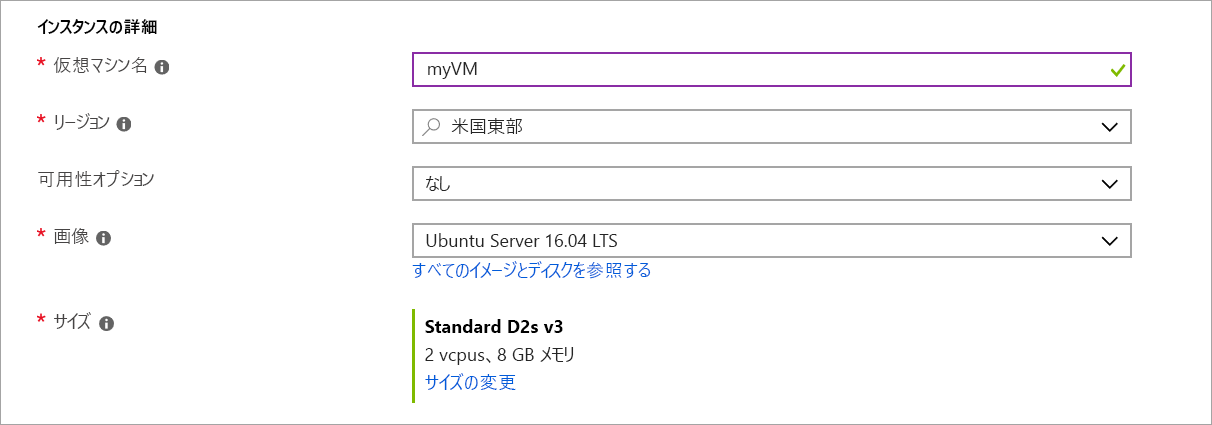 インスタンスの詳細
* 仮想マシン名
myVM
* リージョン
米国東部
可用性オプション
なし
* 画像
Ubuntu Server 16.04 LTS
すべてのイメージとディスクを参照する
* サイズ
Standard D2s v3
2 vcpus、8 GB メモリ
サイズの変更